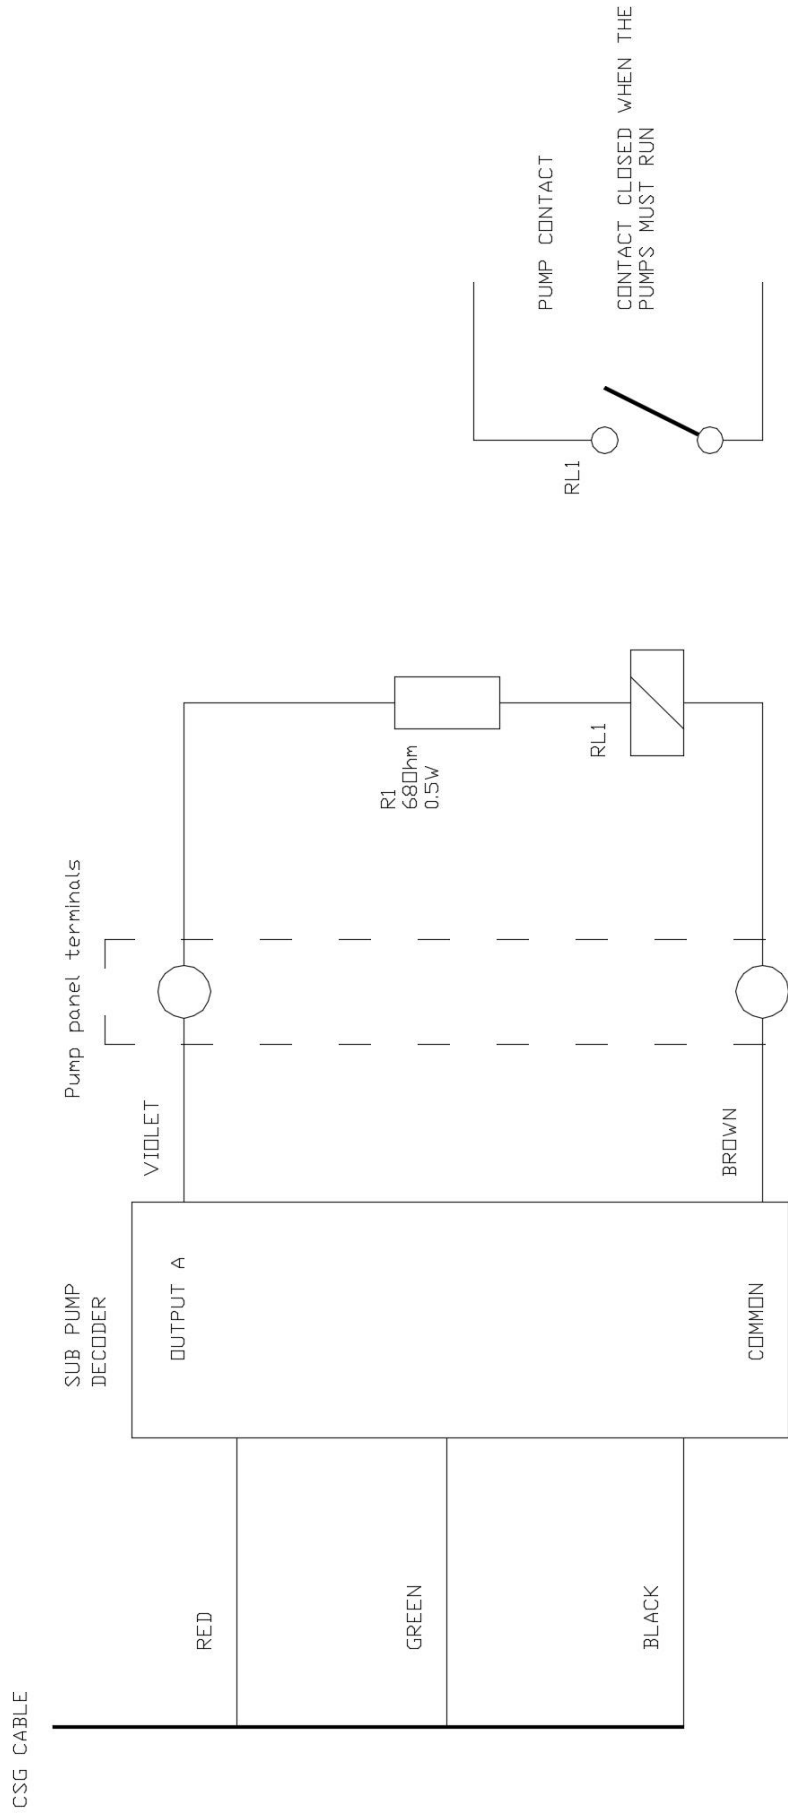 CSG CABLE
SUB PUMP
DECODER
Pump panel terminals
RED
GREEN
BLACK
OUTPUT A
COMMON
VIOLET
BROWN
R1
68Ohm
0.5W
RL1
RL1
PUMP CONTACT
CONTACT CLOSED WHEN THE
PUMPS MUST RUN